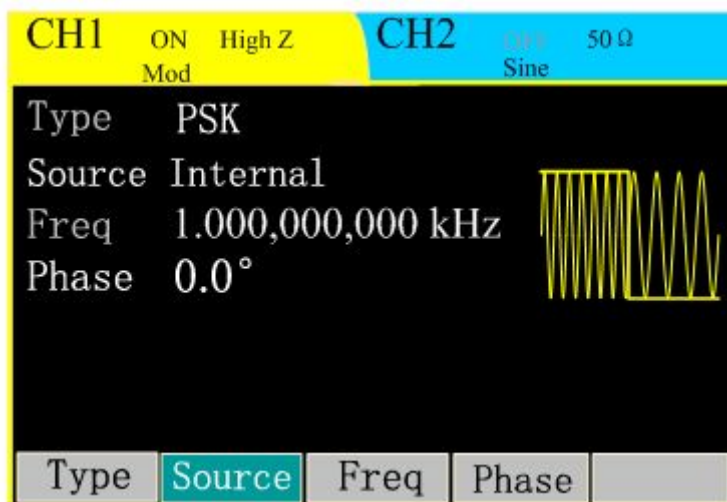 CH1 ON High Z CH2 OFF 50 Ω
Mod Sine
Type PSK
Source Internal
Freq 1.000,000,000 kHz
Phase 0.0°
Type Source Freq Phase